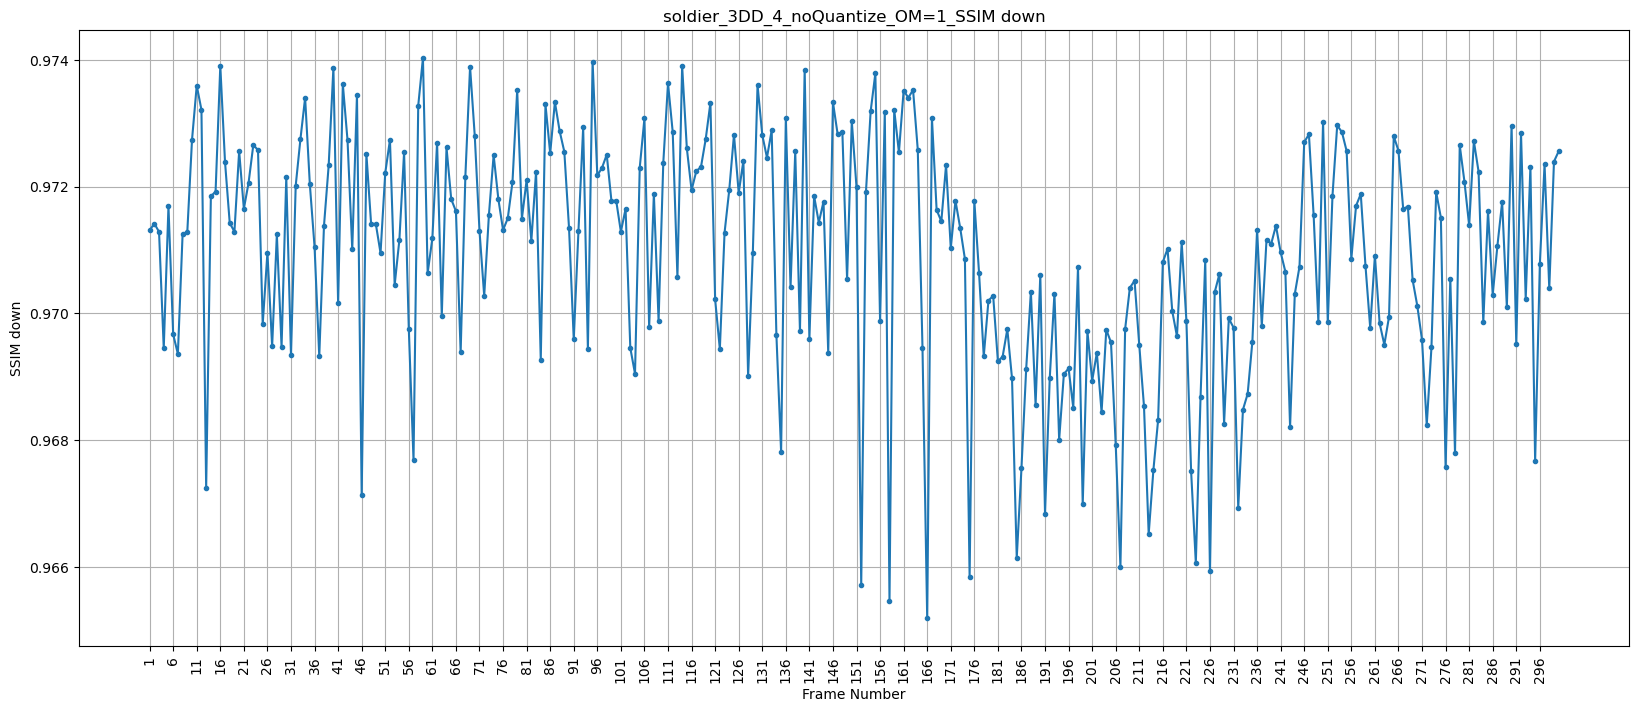 soldier_3DD_4_noQuantize_OM=1_SSIM down
0.974
0.972
0.970
0.968
0.966
SSIM down
1 6 11 16 21 26 31 36 41 46 51 56 61 66 71 76 81 86 91 96 101 106 111 116 121 126 131 136 141 146 151 156 161 166 171 176 181 186 191 196 201 206 211 216 221 226 231 236 241 246 251 256 261 266 271 276 281 286 291 296
Frame Number